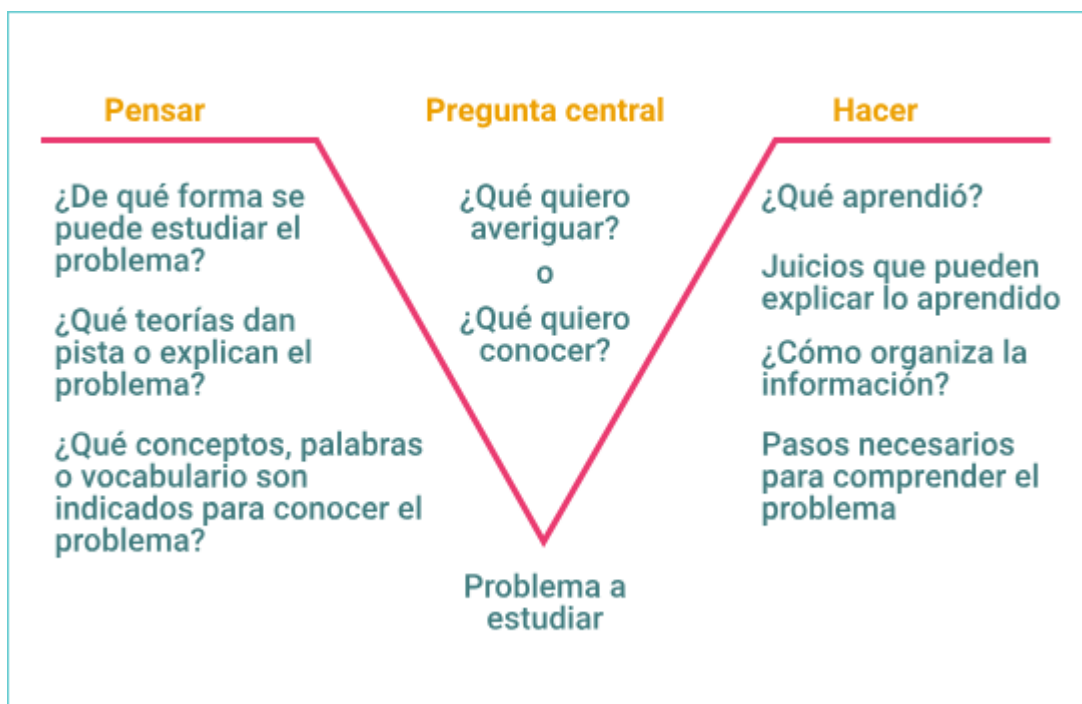 Pensar
¿De qué forma se
puede estudiar el
problema?
¿Qué teorías dan
pista o explican el
problema?
¿Qué conceptos, palabras
o vocabulario son
indicados para conocer el
problema?
Pregunta central
¿Qué quiero
averiguar?
o
¿Qué quiero
conocer?
Problema a
estudiar
Hacer
¿Qué aprendió?
Juicios que pueden
explicar lo aprendido
¿Cómo organiza la
información?
Pasos necesarios
para comprender el
problema